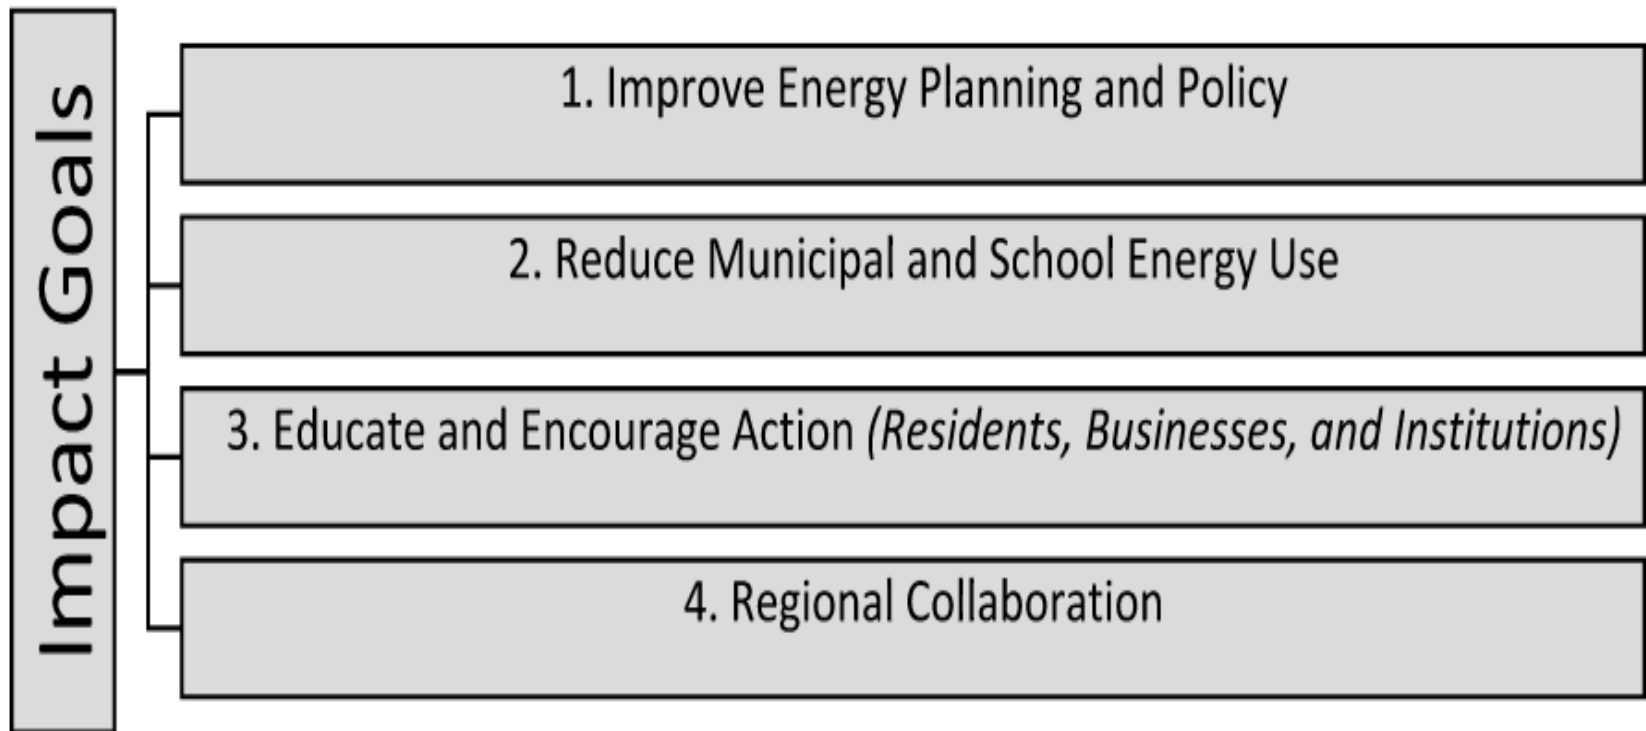 Impact Goals
1. Improve Energy Planning and Policy
2. Reduce Municipal and School Energy Use
3. Educate and Encourage Action (Residents, Businesses, and Institutions)
4. Regional Collaboration